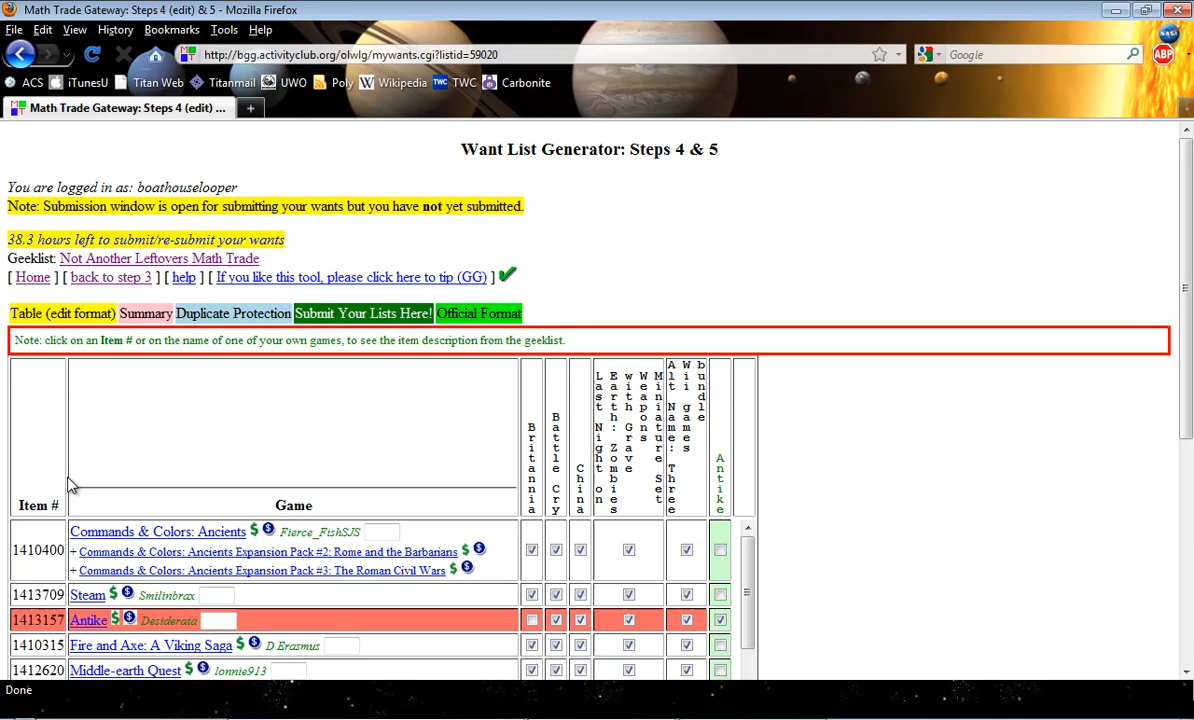 Math Trade Gateway: Steps 4 (edit) & 5 - Mozilla Firefox
File Edit View History Bookmarks Tools Help
http://bgg.activityclub.org/olwlg/mywants.cgi?listid=59020
Google
NASA
ABP
ACS iTunesU Titan Web Titanmail UWO Poly Wikipedia TWC TWC Carbonite
Math Trade Gateway: Steps 4 (edit) ...
Want List Generator: Steps 4 & 5
You are logged in as: boathouselooper
Note: Submission window is open for submitting your wants but you have not yet submitted.
38.3 hours left to submit/re-submit your wants
Geeklist: Not Another Leftovers Math Trade
[ Home ] [ back to step 3 ] [ help ] [ If you like this tool, please click here to tip (GG) ]
Table (edit format) Summary Duplicate Protection Submit Your Lists Here! Official Format
Note: click on an Item # or on the name of one of your own games, to see the item description from the geeklist.
Item #
Game
Britannia
Battle Cry
China
Last Night on Earth: Zombies with Grave Weapons Miniature Set
Alt Name: Three Wii games bundle
Antike
1410400
Commands & Colors: Ancients $ Fierce_FishSJS
+ Commands & Colors: Ancients Expansion Pack #2: Rome and the Barbarians $
+ Commands & Colors: Ancients Expansion Pack #3: The Roman Civil Wars $
1413709 Steam $ Smilinbrax
1413157 Antike $ Desiderata
1410315 Fire and Axe: A Viking Saga $ D Erasmus
1412620 Middle-earth Quest $ lonnie913
Done